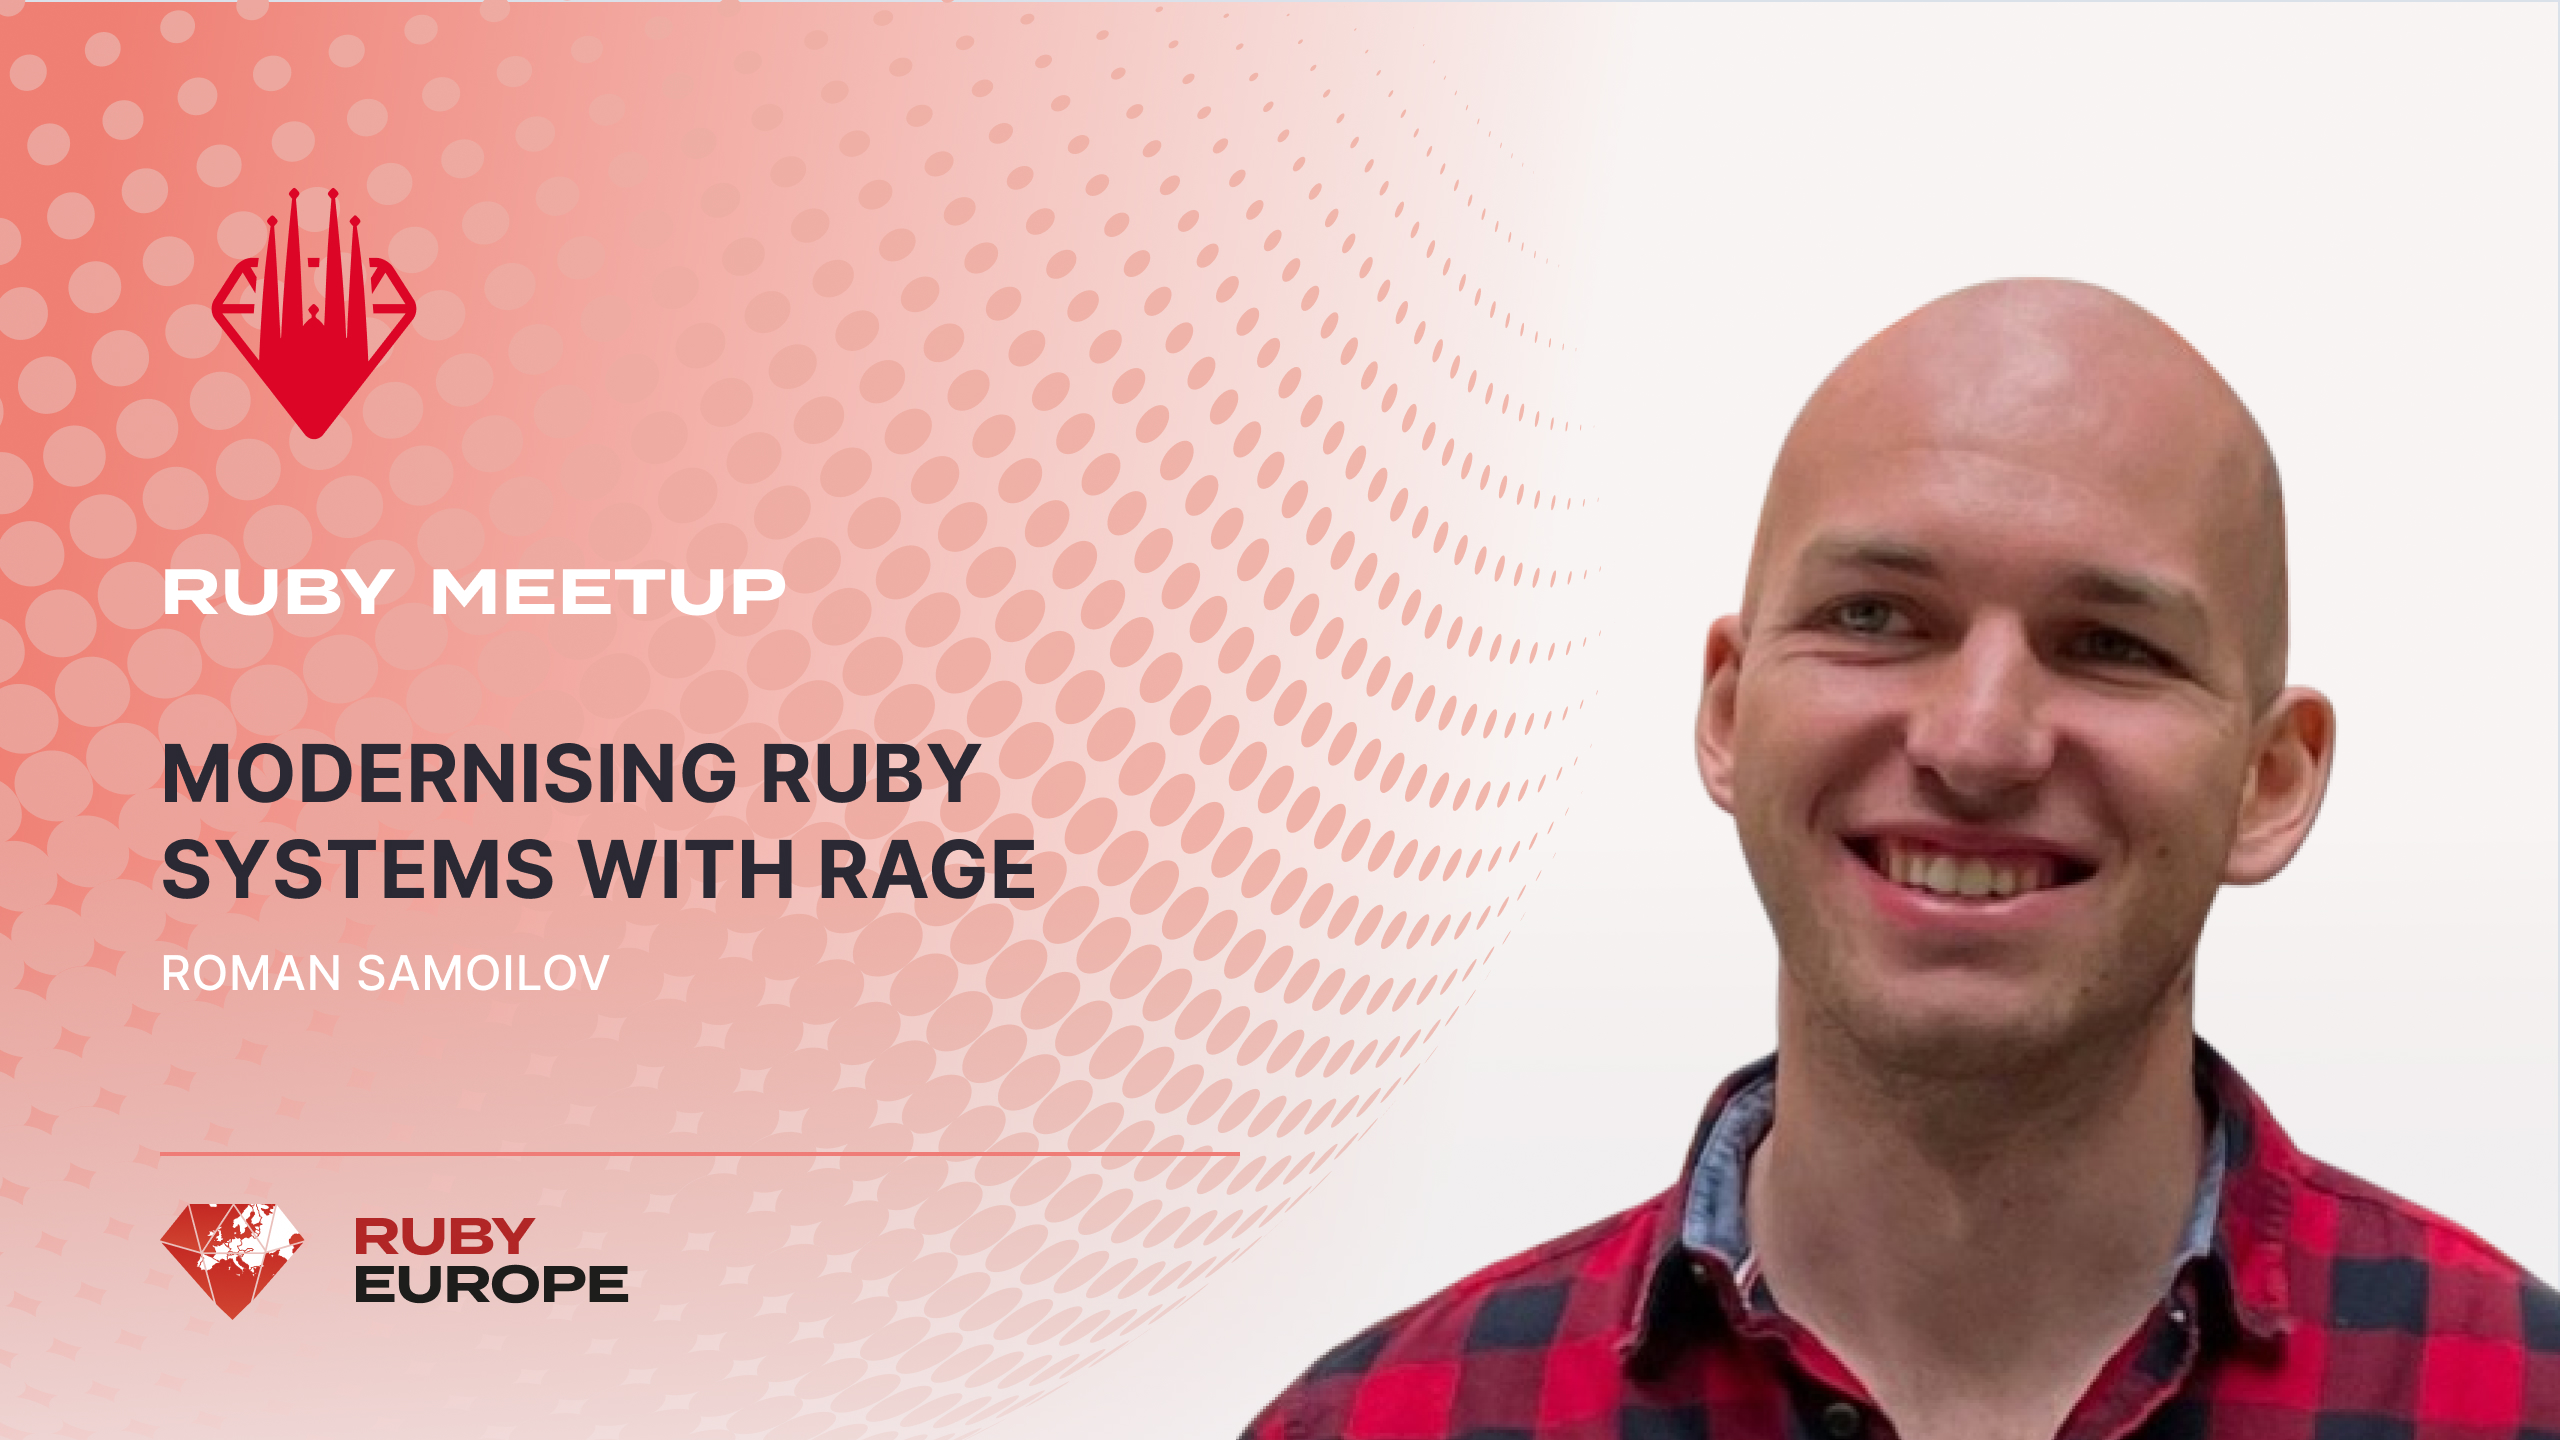 RUBY MEETUP
MODERNISING RUBY
SYSTEMS WITH RAGE
ROMAN SAMOILOV
RUBY
EUROPE